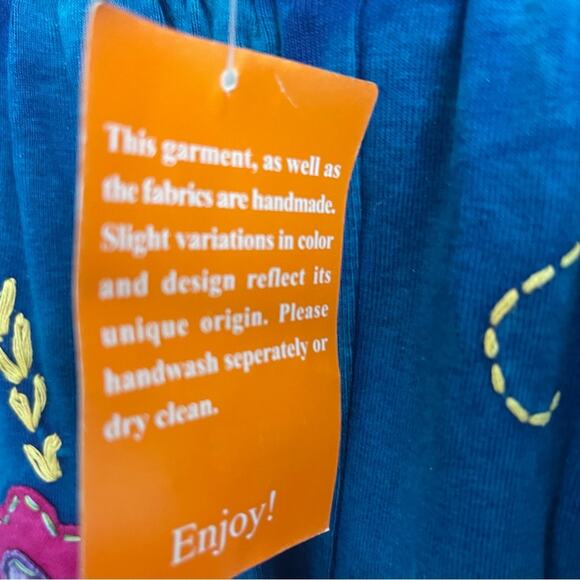 This garment, as well as
the fabrics are handmade.
Slight variations in color
and design reflect its
unique origin. Please
handwash seperately or
dry clean.
Enjoy!